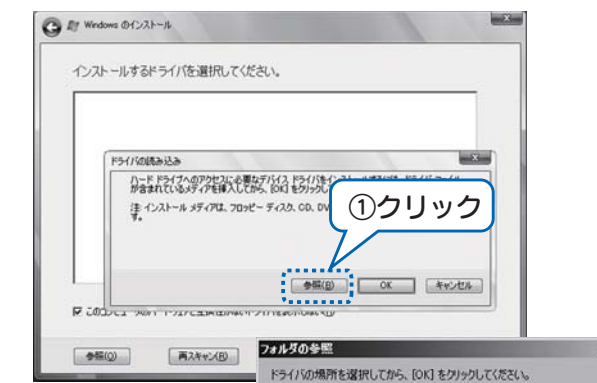 Windows のインストール
インストールするドライバを選択してください。
ドライバの読み込み
ハード ドライブへのアクセスに必要なデバイス ドライバをイン
が含まれているメディアを挿入してから、[OK] をクリック
注: インストール メディアは、フロッピー ディスク、CD、DV
す。
①クリック
参照(B)
OK
キャンセル
参照(O)
再スキャン(R)
フォルダの参照
ドライバの場所を選択してから、[OK] をクリックしてください。